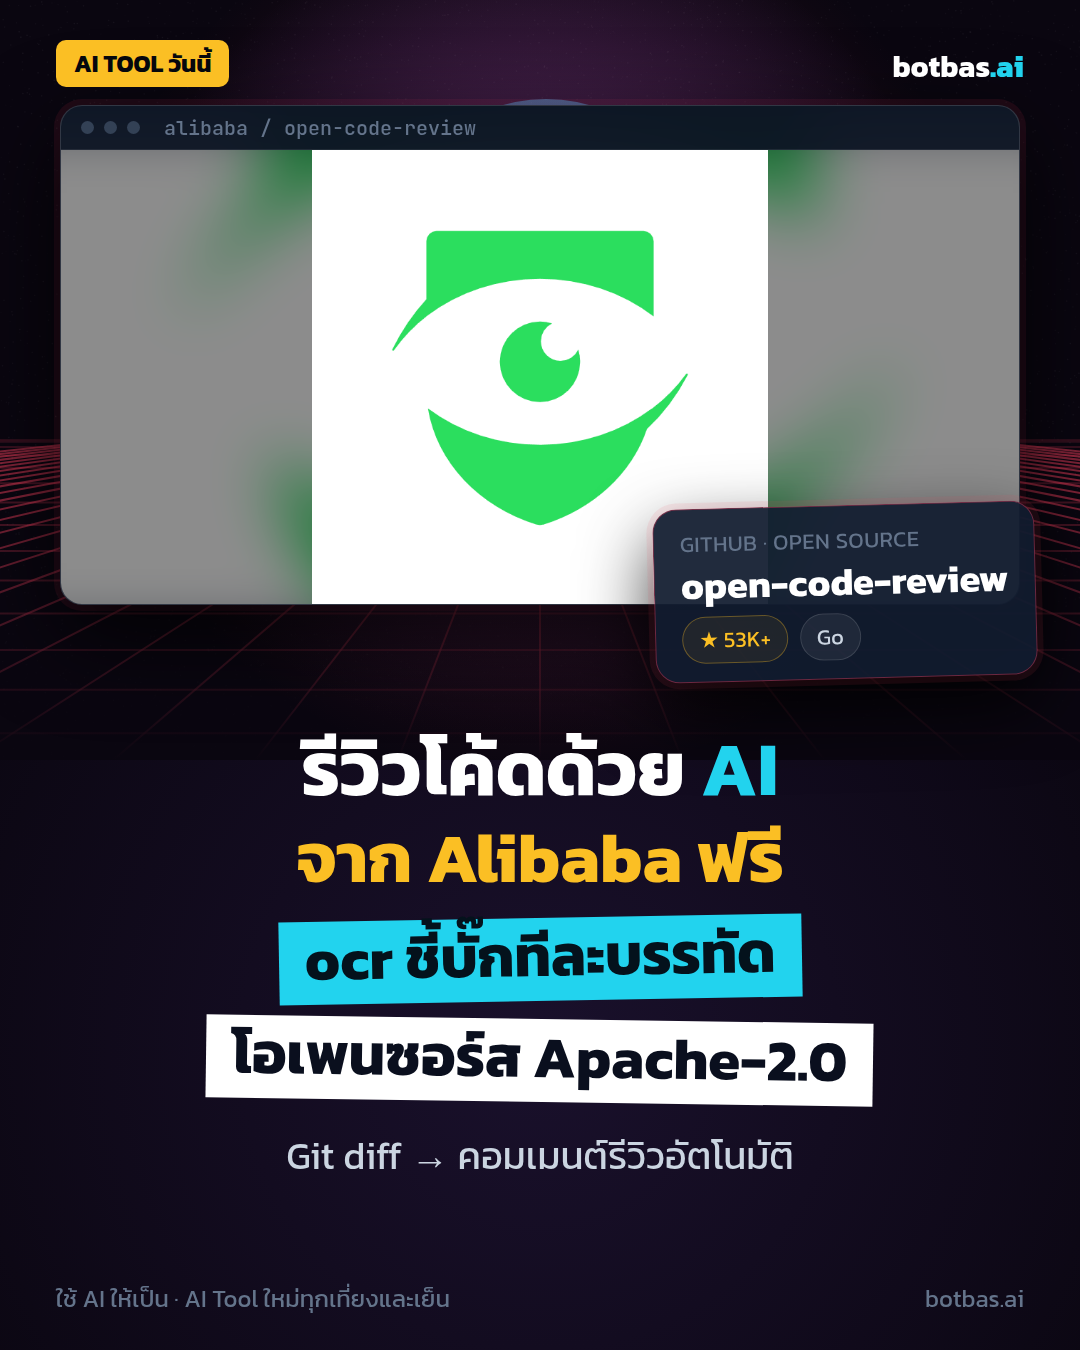 AI TOOL วันนี้
botbas.ai
alibaba / open-code-review
GITHUB · OPEN SOURCE
open-code-review
★ 53K+
Go
รีวิวโค้ดด้วย AI
จาก Alibaba ฟรี
ocr ชี้บั๊กทีละบรรทัด
โอเพนซอร์ส Apache-2.0
Git diff → คอมเมนต์รีวิวอัตโนมัติ
ใช้ AI ให้เป็น · AI Tool ใหม่ทุกเที่ยงและเย็น
botbas.ai